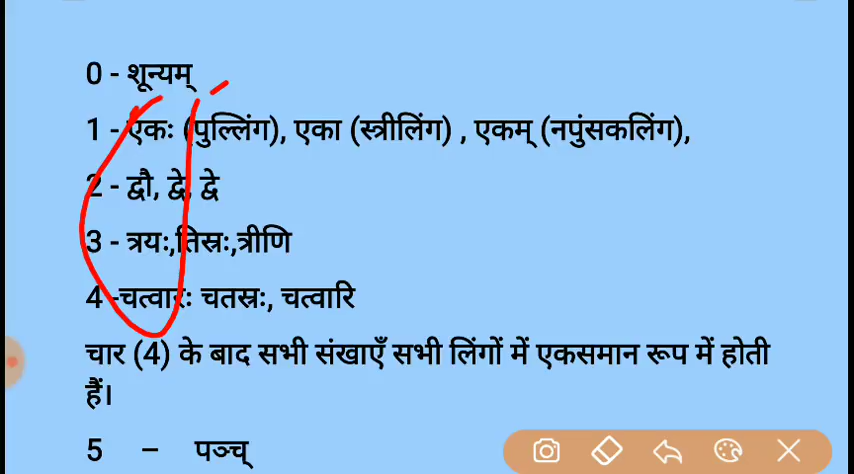 0 - शून्यम्
1 - एकः (पुल्लिंग), एका (स्त्रीलिंग) , एकम् (नपुंसकलिंग),
2 - द्वौ, द्वे, द्वे
3 - त्रयः,तिस्रः,त्रीणि
4 -चत्वारः चतस्रः, चत्वारि
चार (4) के बाद सभी संखाएँ सभी लिंगों में एकसमान रूप में होती
हैं।
5 – पञ्च्